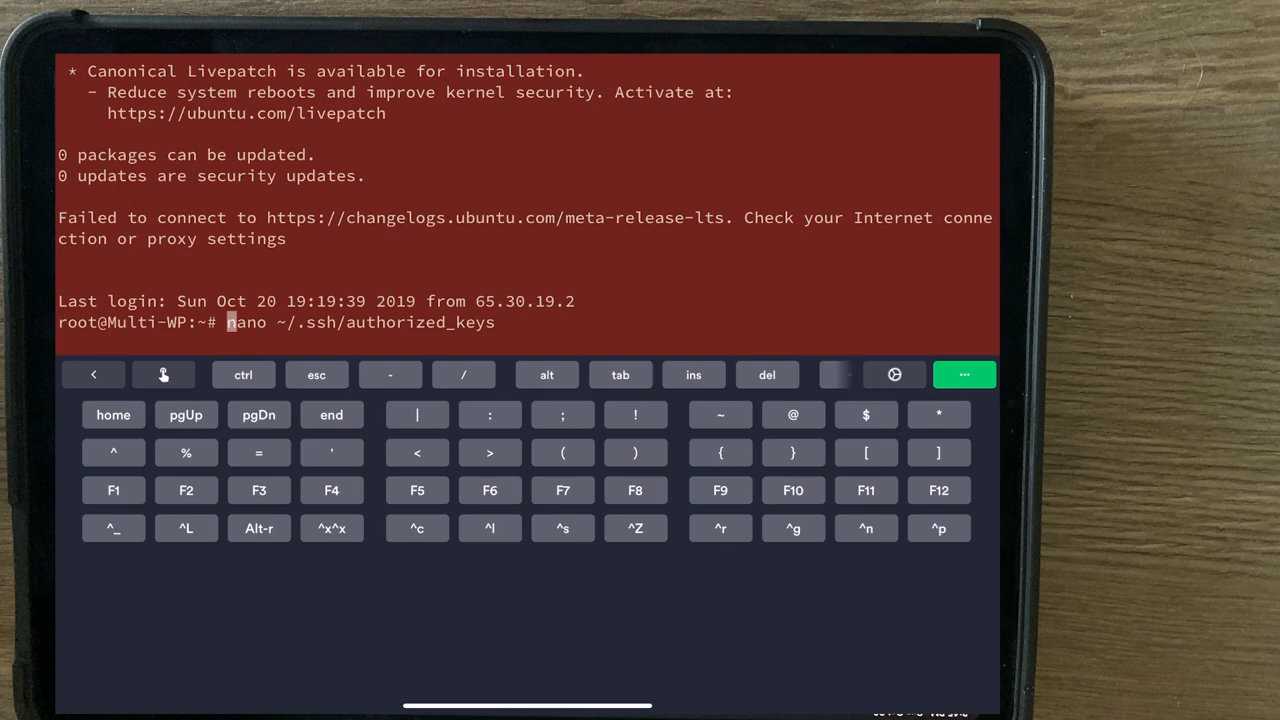 * Canonical Livepatch is available for installation.
- Reduce system reboots and improve kernel security. Activate at:
https://ubuntu.com/livepatch
0 packages can be updated.
0 updates are security updates.
Failed to connect to https://changelogs.ubuntu.com/meta-release-lts. Check your Internet conne
ction or proxy settings
Last login: Sun Oct 20 19:19:39 2019 from 65.30.19.2
root@Multi-WP:~# nano ~/.ssh/authorized_keys
< ctrl esc - / alt tab ins del ...
home pgUp pgDn end | : ; ! ~ @ $ *
^ % = ' < > ( ) { } [ ]
F1 F2 F3 F4 F5 F6 F7 F8 F9 F10 F11 F12
^_ ^L Alt-r ^x^x ^c ^l ^s ^Z ^r ^g ^n ^p